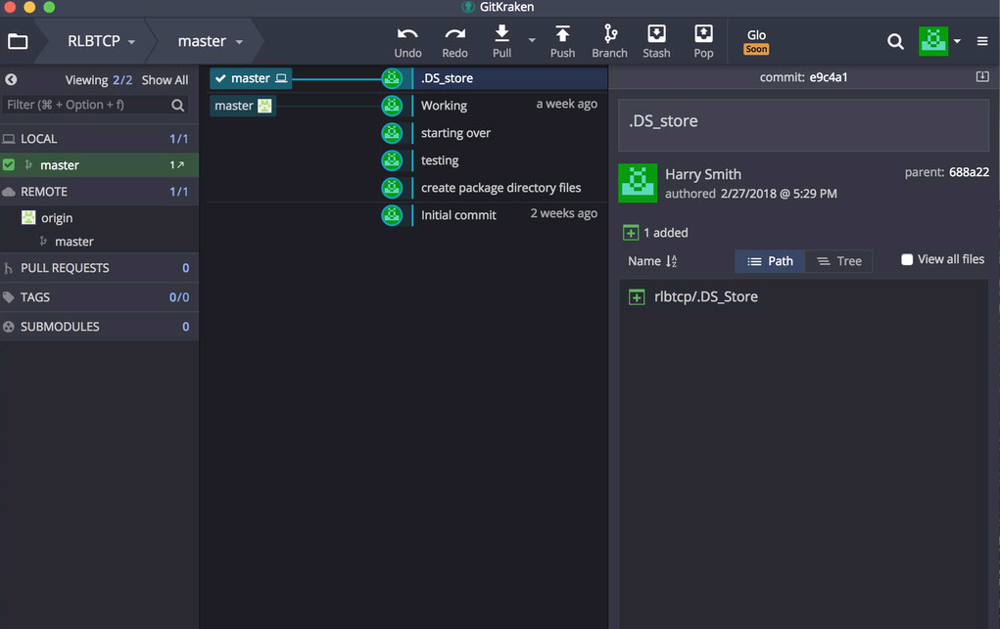 GitKraken
RLBTCP
master
Undo
Redo
Pull
Push
Branch
Stash
Pop
Glo
Soon
Viewing 2/2 Show All
Filter (⌘ + Option + f)
LOCAL 1/1
master 1↗
REMOTE 1/1
origin
master
PULL REQUESTS 0
TAGS 0/0
SUBMODULES 0
master .DS_store
master Working a week ago
starting over
testing
create package directory files
Initial commit 2 weeks ago
commit: e9c4a1
.DS_store
Harry Smith parent: 688a22
authored 2/27/2018 @ 5:29 PM
1 added
Name Path Tree View all files
rlbtcp/.DS_Store